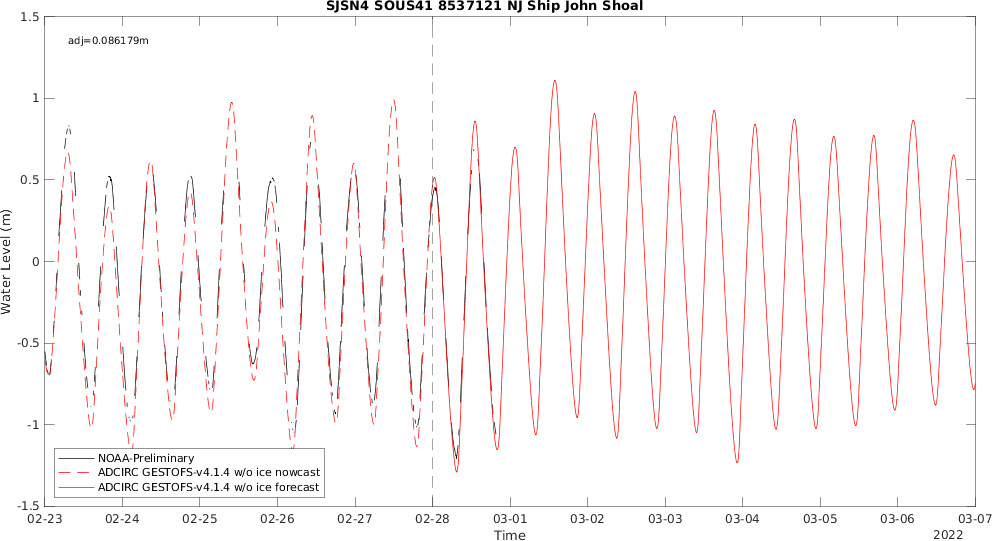 SJSN4 SOUS41 8537121 NJ Ship John Shoal
adj=0.086179m
1.5
1
0.5
0
-0.5
-1
-1.5
Water Level (m)
NOAA-Preliminary
ADCIRC GESTOFS-v4.1.4 w/o ice nowcast
ADCIRC GESTOFS-v4.1.4 w/o ice forecast
02-23 02-24 02-25 02-26 02-27 02-28 03-01 03-02 03-03 03-04 03-05 03-06 03-07
Time
2022